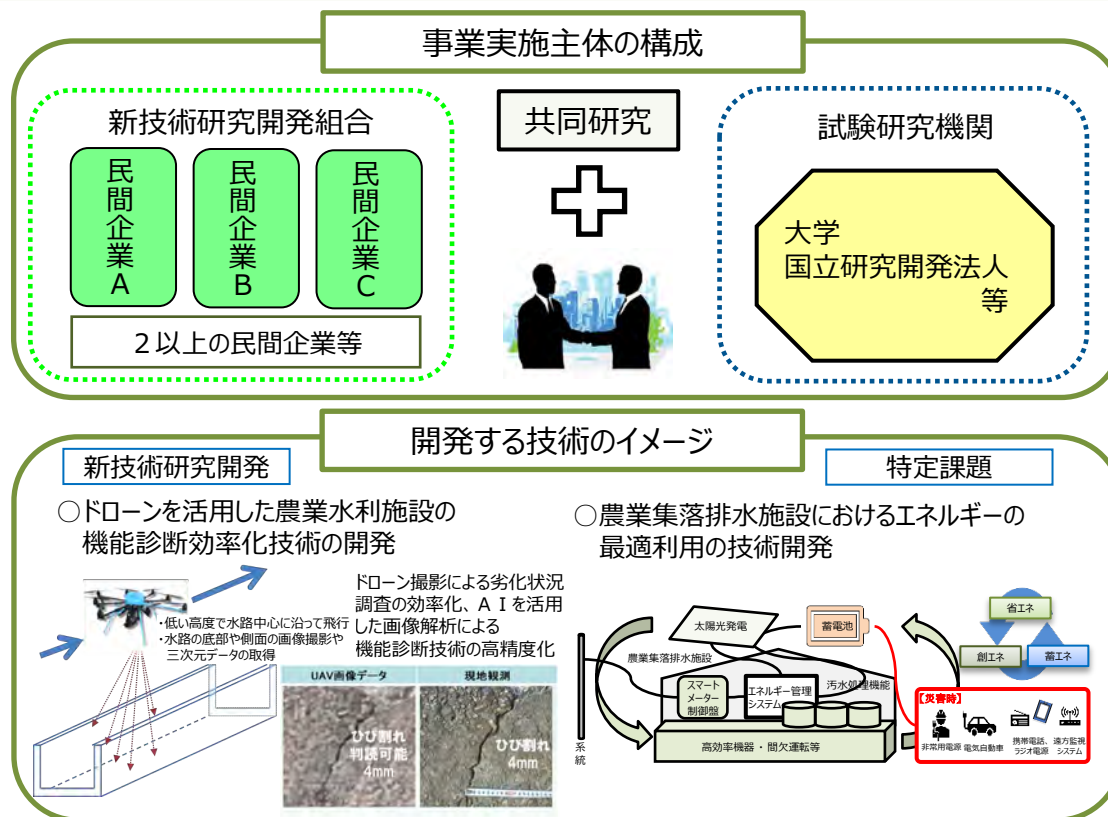 事業実施主体の構成
新技術研究開発組合
民間企業A
民間企業B
民間企業C
２以上の民間企業等
共同研究
試験研究機関
大学
国立研究開発法人
等
開発する技術のイメージ
新技術研究開発
○ドローンを活用した農業水利施設の
機能診断効率化技術の開発
・低い高度で水路中心に沿って飛行
・水路の底部や側面の画像撮影や
三次元データの取得
ドローン撮影による劣化状況
調査の効率化、ＡＩを活用
した画像解析による
機能診断技術の高精度化
UAV画像データ
ひび割れ
判読可能
4mm
現地観測
ひび割れ
4mm
特定課題
○農業集落排水施設におけるエネルギーの
最適利用の技術開発
太陽光発電
蓄電池
農業集落排水施設
スマート
メーター
制御盤
エネルギー管理
システム
汚水処理機能
高効率機器・間欠運転等
系統
省エネ
創エネ
蓄エネ
【災害時】
非常用電源
電気自動車
携帯電話、
ラジオ電源
遠方監視
システム